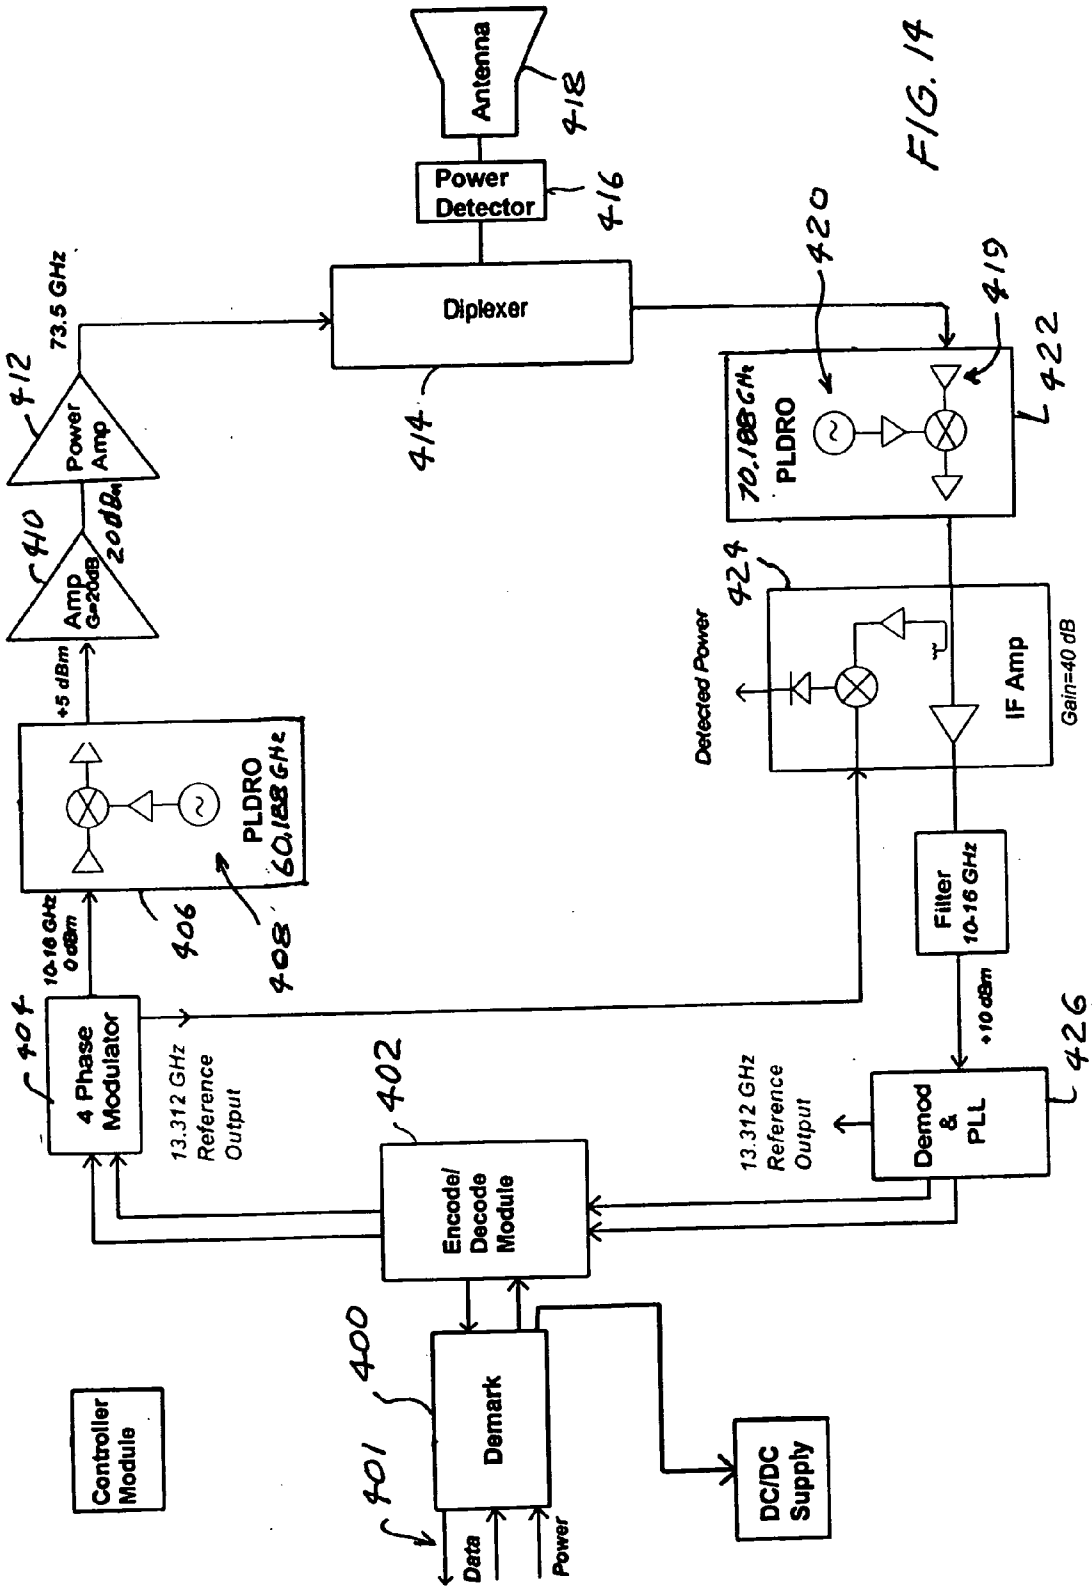 Controller
Module
401
Data
Power
400
Demark
DC/DC
Supply
402
Encode/
Decode
Module
404
4 Phase
Modulator
13.312 GHz
Reference
Output
10-16 GHz
0 dBm
406
408
PLDRO
60.188 GHz
+5 dBm
410
Amp
G=20dB
20dBm
412
Power
Amp
73.5 GHz
414
Diplexer
Power
Detector
416
Antenna
418
420
70.188 GHz
PLDRO
419
422
424
Detected Power
IF Amp
Gain=40 dB
Filter
10-16 GHz
+10 dBm
13.312 GHz
Reference
Output
Demod
&
PLL
426
FIG. 14